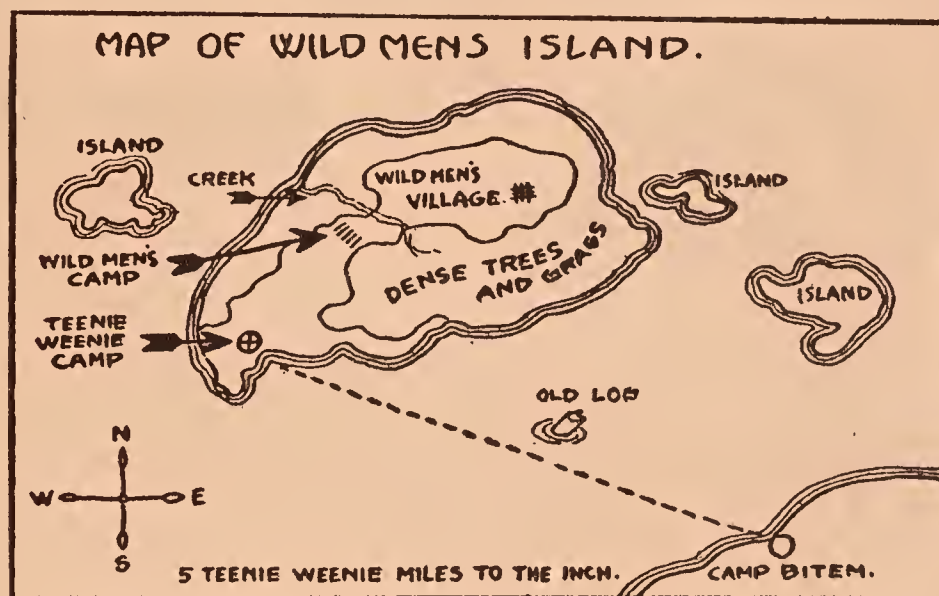 MAP OF WILD MENS ISLAND.
ISLAND
CREEK
WILD MEN'S
VILLAGE.
ISLAND
WILD MEN'S
CAMP
DENSE TREES
AND GRASS
ISLAND
TEENIE
WEENIE
CAMP
OLD LOG
N
W E
S
5 TEENIE WEENIE MILES TO THE INCH.
CAMP BITEM.